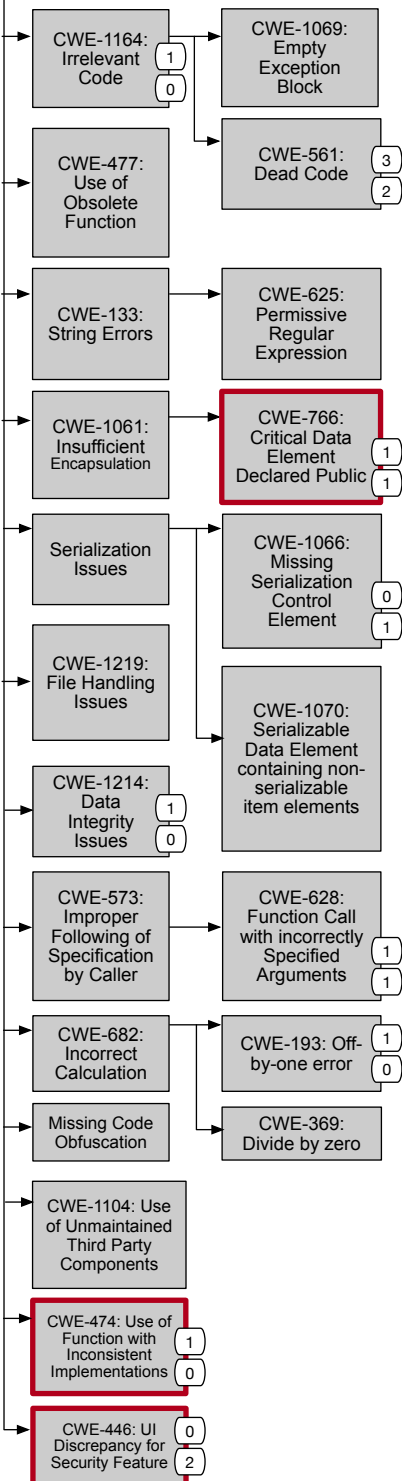 CWE-1164:
Irrelevant
Code
1
0
CWE-1069:
Empty
Exception
Block
CWE-561:
Dead Code
3
2
CWE-477:
Use of
Obsolete
Function
CWE-133:
String Errors
CWE-625:
Permissive
Regular
Expression
CWE-1061:
Insufficient
Encapsulation
CWE-766:
Critical Data
Element
Declared Public
1
1
Serialization
Issues
CWE-1066:
Missing
Serialization
Control
Element
0
1
CWE-1219:
File Handling
Issues
CWE-1070:
Serializable
Data Element
containing non-
serializable
item elements
CWE-1214:
Data
Integrity
Issues
1
0
CWE-573:
Improper
Following of
Specification
by Caller
CWE-628:
Function Call
with incorrectly
Specified
Arguments
1
1
CWE-682:
Incorrect
Calculation
CWE-193: Off-
by-one error
1
0
Missing Code
Obfuscation
CWE-369:
Divide by zero
CWE-1104: Use
of Unmaintained
Third Party
Components
CWE-474: Use of
Function with
Inconsistent
Implementations
1
0
CWE-446: UI
Discrepancy for
Security Feature
0
2